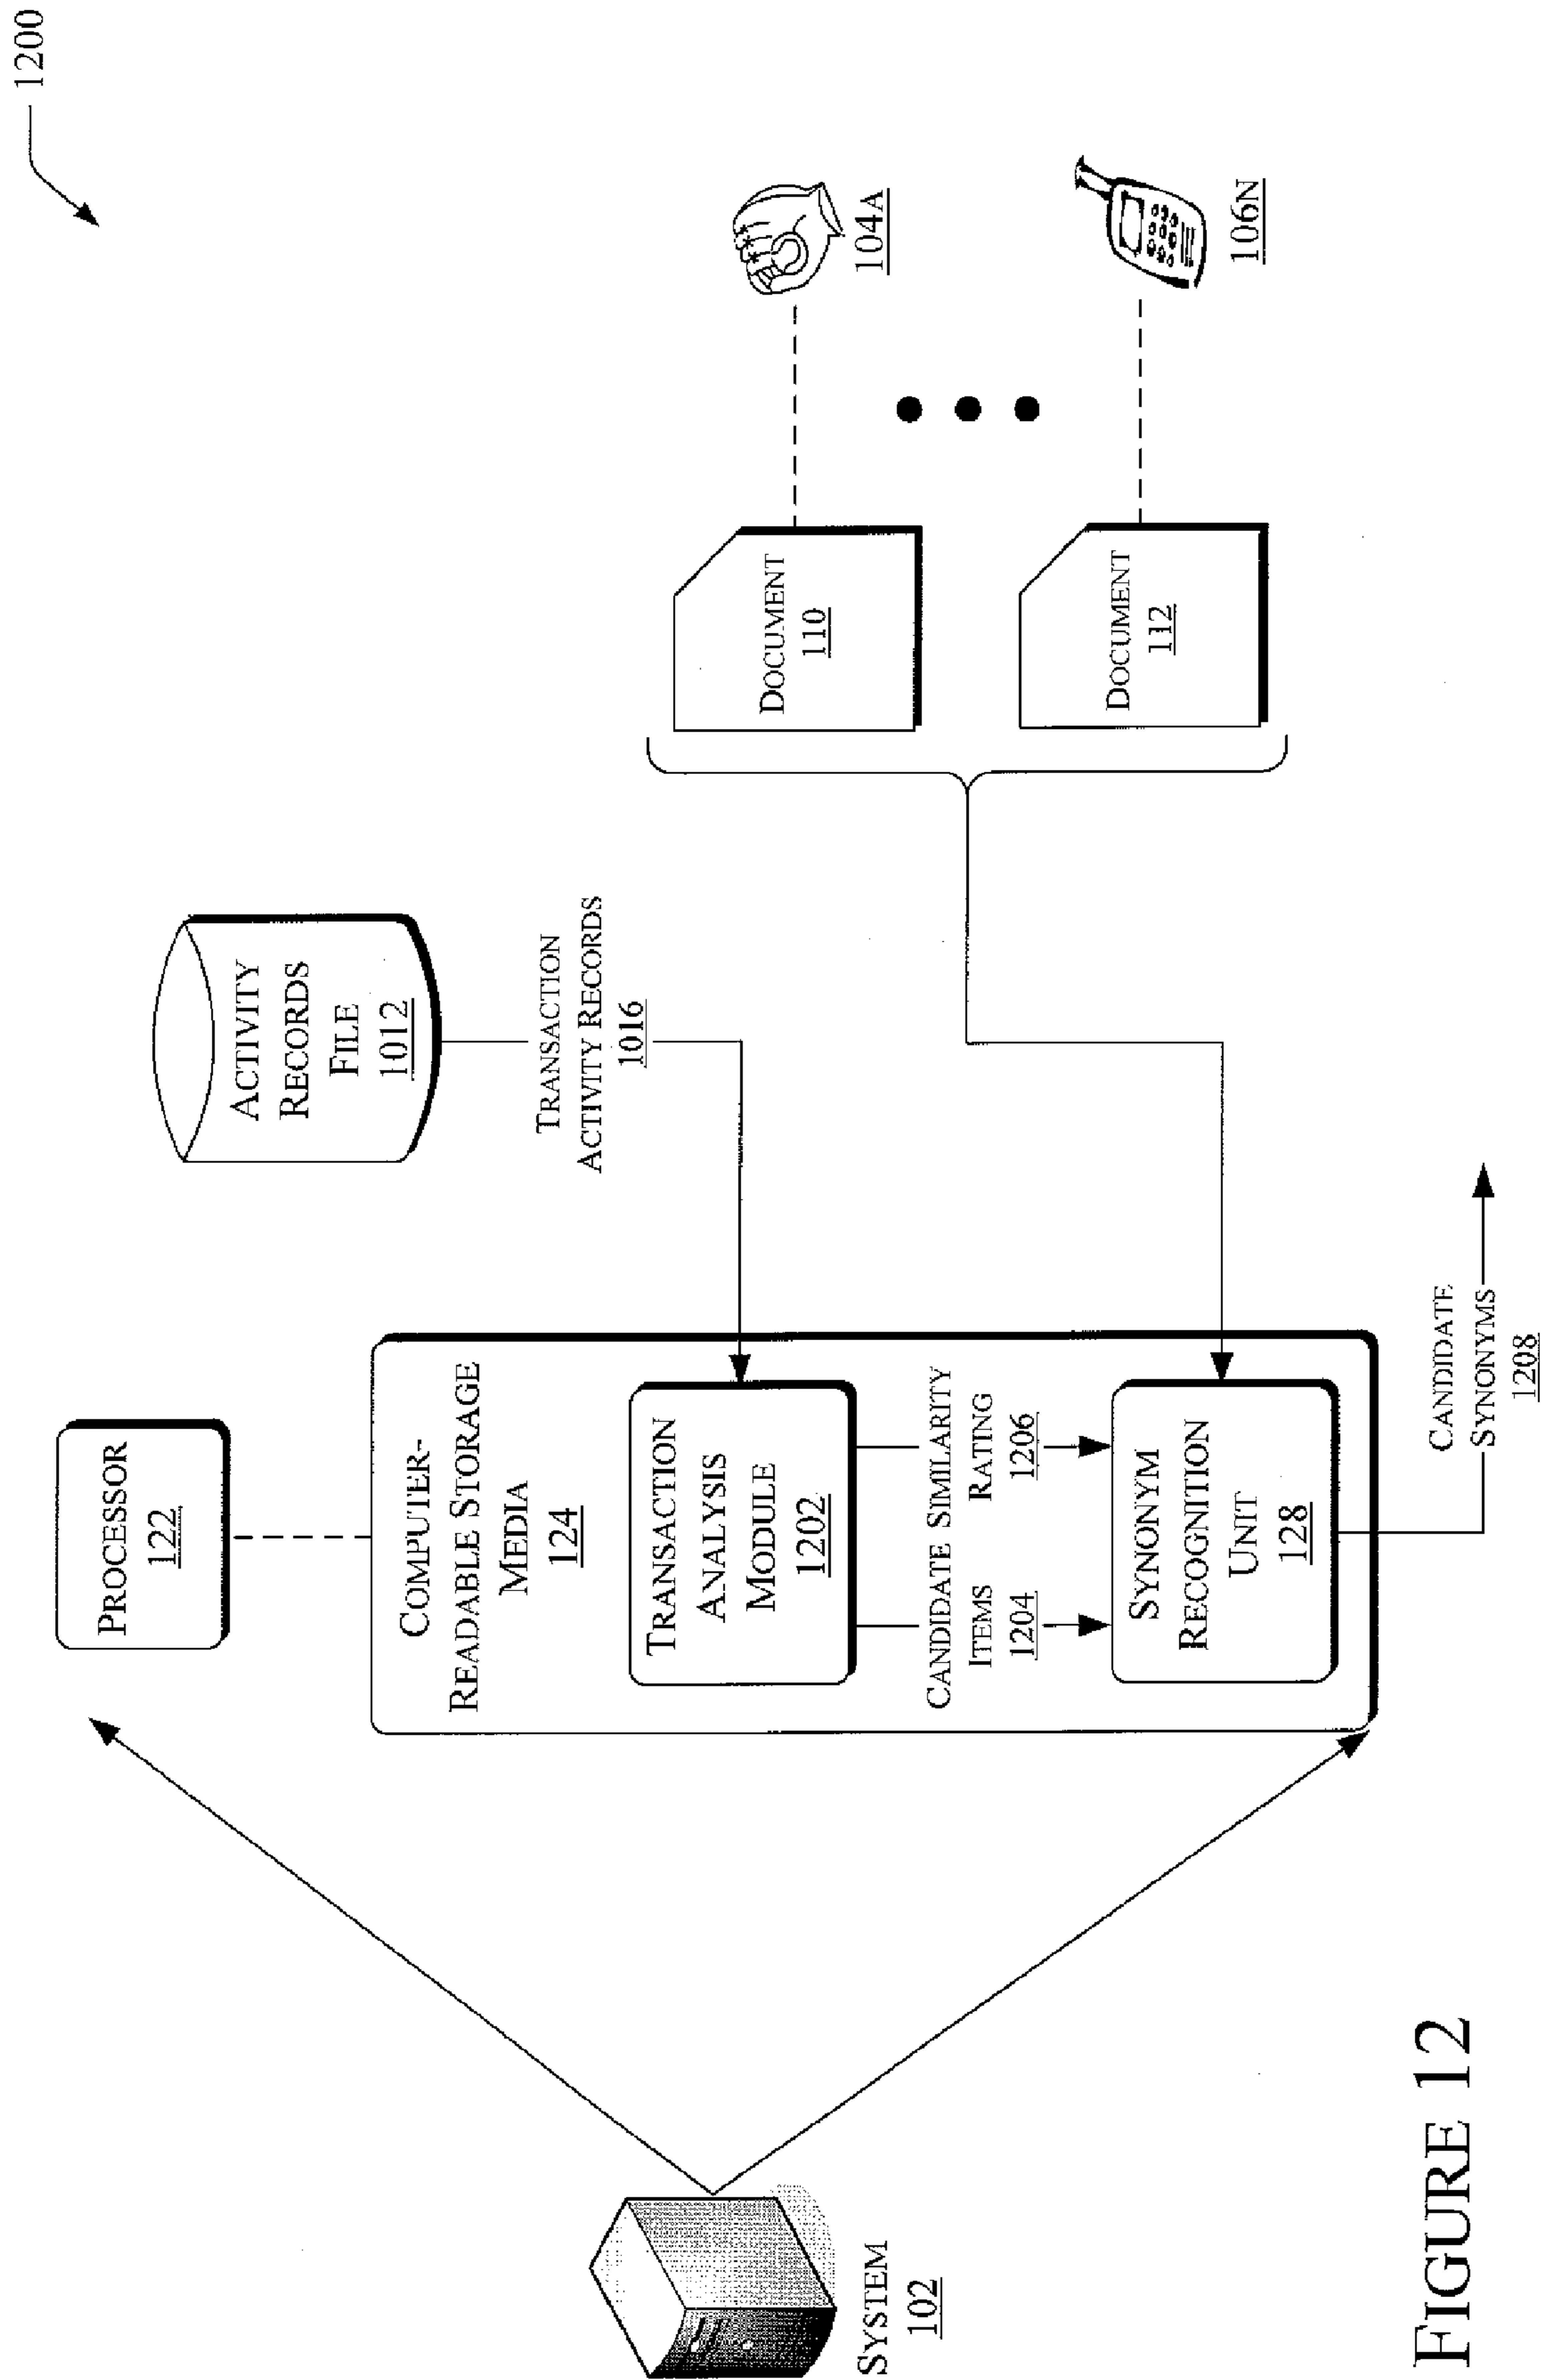 1200
PROCESSOR
122
COMPUTER-
READABLE STORAGE
MEDIA
124
TRANSACTION
ANALYSIS
MODULE
1202
CANDIDATE
ITEMS
1204
SIMILARITY
RATING
1206
SYNONYM
RECOGNITION
UNIT
128
ACTIVITY
RECORDS
FILE
1012
TRANSACTION
ACTIVITY RECORDS
1016
DOCUMENT
110
104A
DOCUMENT
112
106N
SYSTEM
102
CANDIDATE
SYNONYMS
1208
FIGURE 12